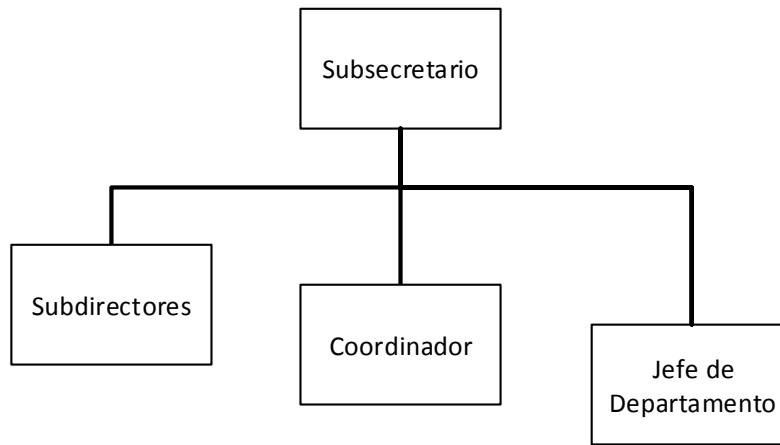 Subsecretario
Subdirectores
Coordinador
Jefe de
Departamento